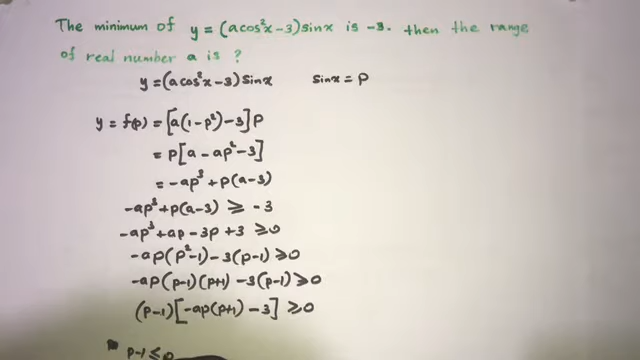 The minimum of y = (acos²x-3)sinx is -3. then the range
of real number a is ?
y=(acos²x-3)sinx sinx = p
y = f(p) = [a(1-p²)-3]p
= p[a-ap²-3]
= -ap³+p(a-3)
-ap³+p(a-3) ≥ -3
-ap³+ap-3p+3 ≥0
-ap(p²-1)-3(p-1) ≥0
-ap(p-1)(p+1)-3(p-1)≥0
(p-1)[-ap(p+1)-3] ≥0
p-1≤0